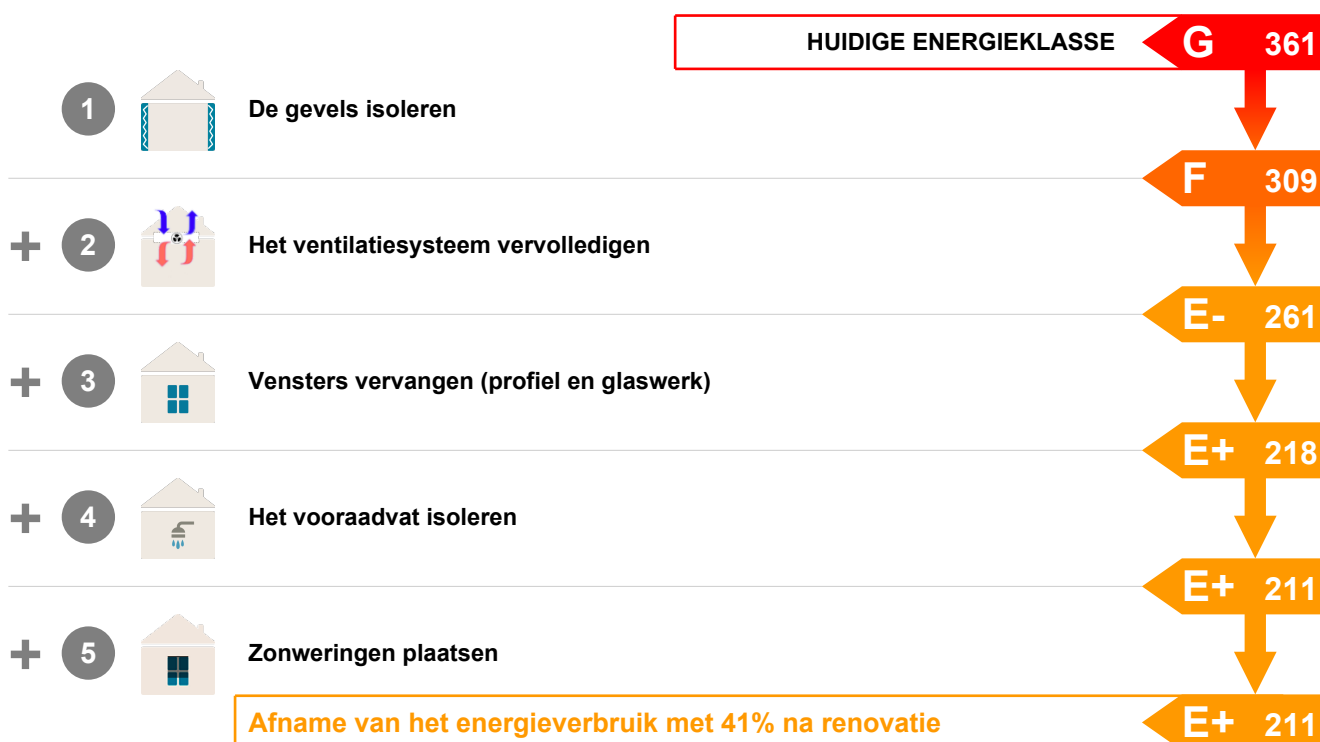 HUIDIGE ENERGIEKLASSE G 361
1 De gevels isoleren
F 309
+ 2 Het ventilatiesysteem vervolledigen
E- 261
+ 3 Vensters vervangen (profiel en glaswerk)
E+ 218
+ 4 Het vooraadvat isoleren
E+ 211
+ 5 Zonweringen plaatsen
Afname van het energieverbruik met 41% na renovatie E+ 211